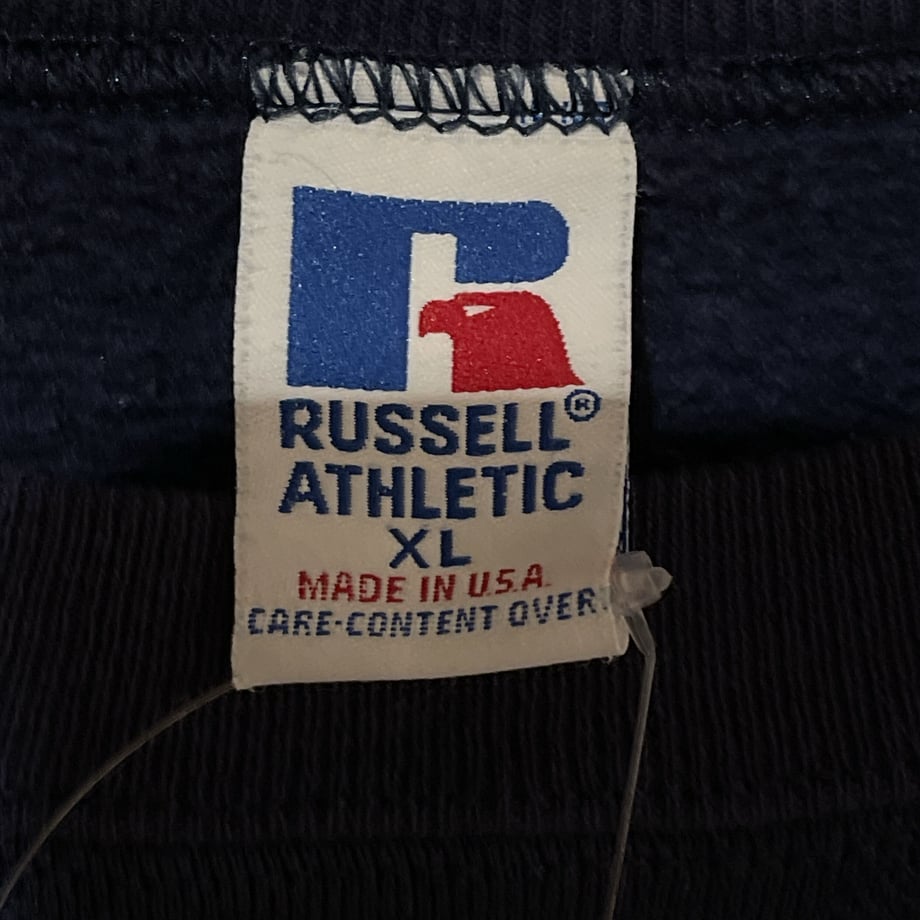 RUSSELL®
ATHLETIC
XL
MADE IN U.S.A.
CARE-CONTENT OVER